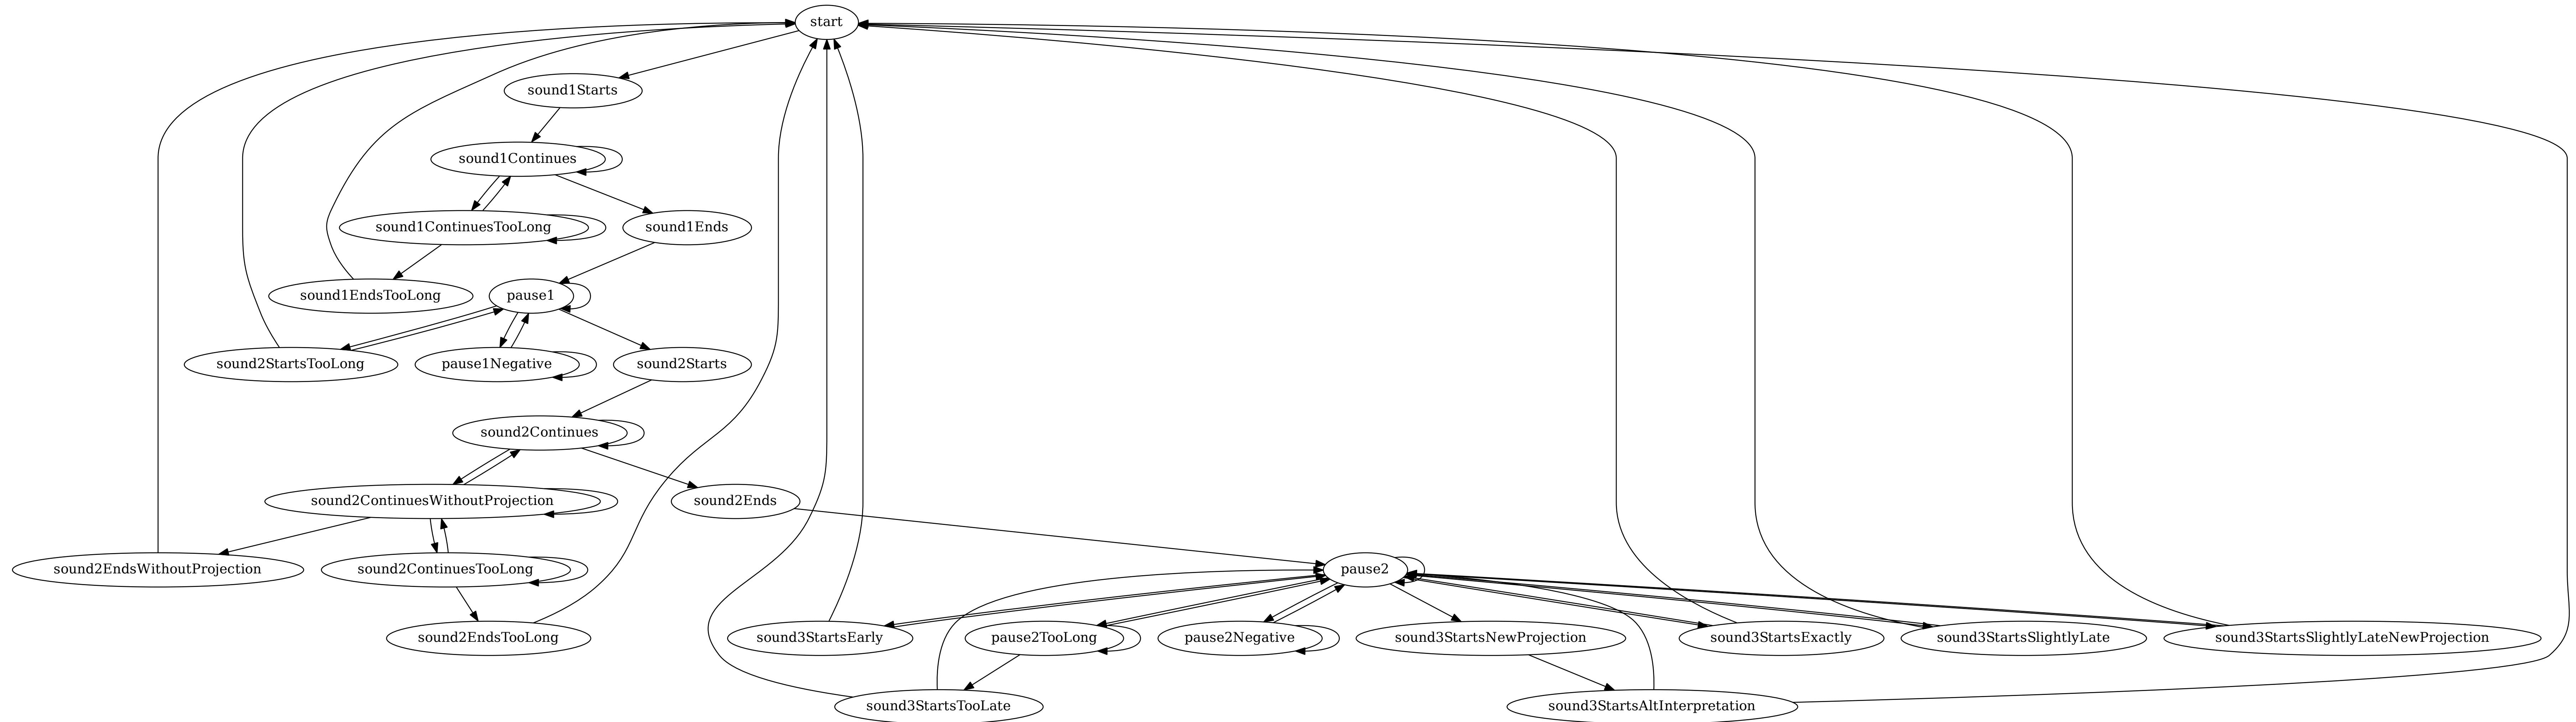 start
sound1Starts
sound1Continues
sound1ContinuesTooLong
sound1Ends
sound1EndsTooLong
pause1
sound2StartsTooLong
pause1Negative
sound2Starts
sound2Continues
sound2ContinuesWithoutProjection
sound2Ends
sound2EndsWithoutProjection
sound2ContinuesTooLong
pause2
sound2EndsTooLong
sound3StartsEarly
pause2TooLong
pause2Negative
sound3StartsNewProjection
sound3StartsExactly
sound3StartsSlightlyLate
sound3StartsSlightlyLateNewProjection
sound3StartsTooLate
sound3StartsAltInterpretation